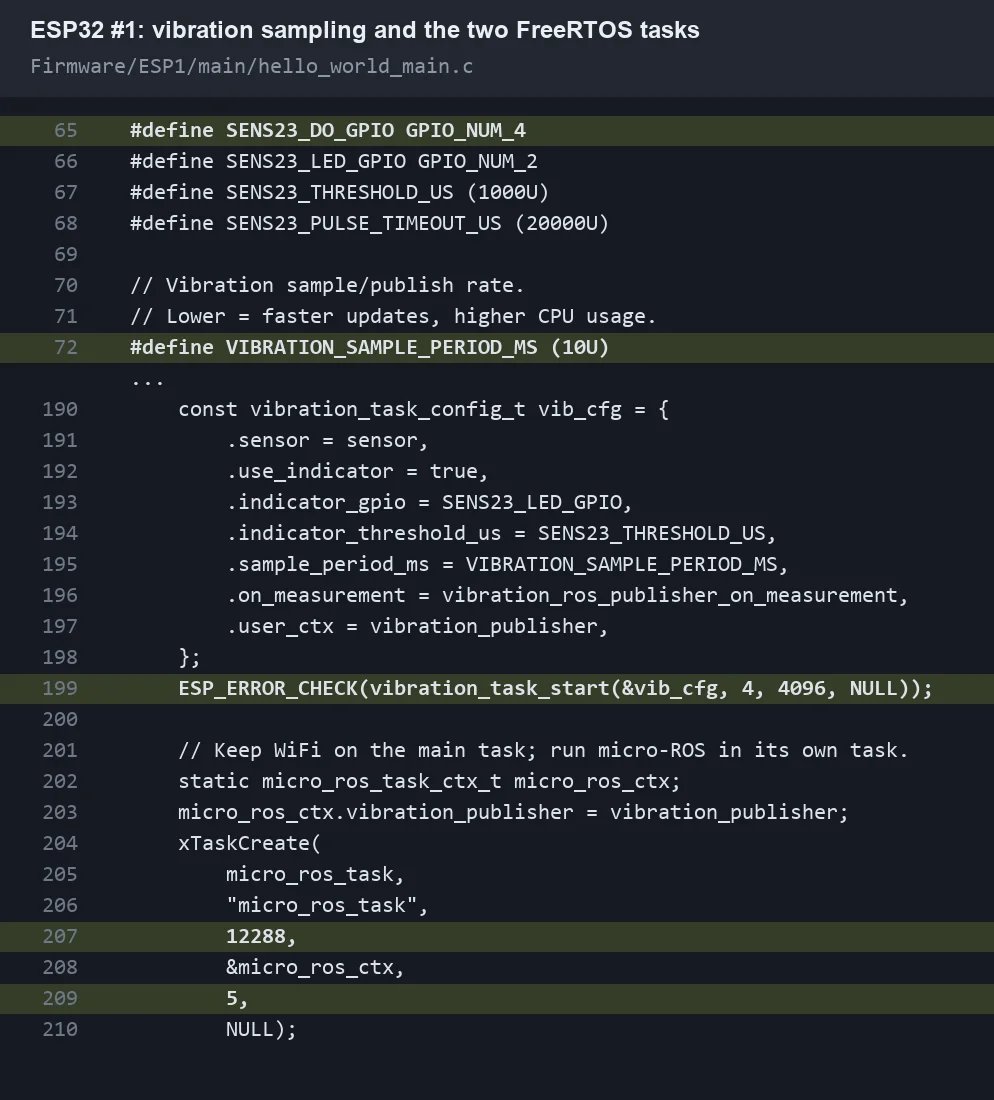 ESP32 #1: vibration sampling and the two FreeRTOS tasks
Firmware/ESP1/main/hello_world_main.c
65 #define SENS23_DO_GPIO GPIO_NUM_4
66 #define SENS23_LED_GPIO GPIO_NUM_2
67 #define SENS23_THRESHOLD_US (1000U)
68 #define SENS23_PULSE_TIMEOUT_US (20000U)
69
70 // Vibration sample/publish rate.
71 // Lower = faster updates, higher CPU usage.
72 #define VIBRATION_SAMPLE_PERIOD_MS (10U)
...
190     const vibration_task_config_t vib_cfg = {
191         .sensor = sensor,
192         .use_indicator = true,
193         .indicator_gpio = SENS23_LED_GPIO,
194         .indicator_threshold_us = SENS23_THRESHOLD_US,
195         .sample_period_ms = VIBRATION_SAMPLE_PERIOD_MS,
196         .on_measurement = vibration_ros_publisher_on_measurement,
197         .user_ctx = vibration_publisher,
198     };
199     ESP_ERROR_CHECK(vibration_task_start(&vib_cfg, 4, 4096, NULL));
200
201     // Keep WiFi on the main task; run micro-ROS in its own task.
202     static micro_ros_task_ctx_t micro_ros_ctx;
203     micro_ros_ctx.vibration_publisher = vibration_publisher;
204     xTaskCreate(
205         micro_ros_task,
206         "micro_ros_task",
207         12288,
208         &micro_ros_ctx,
209         5,
210         NULL);